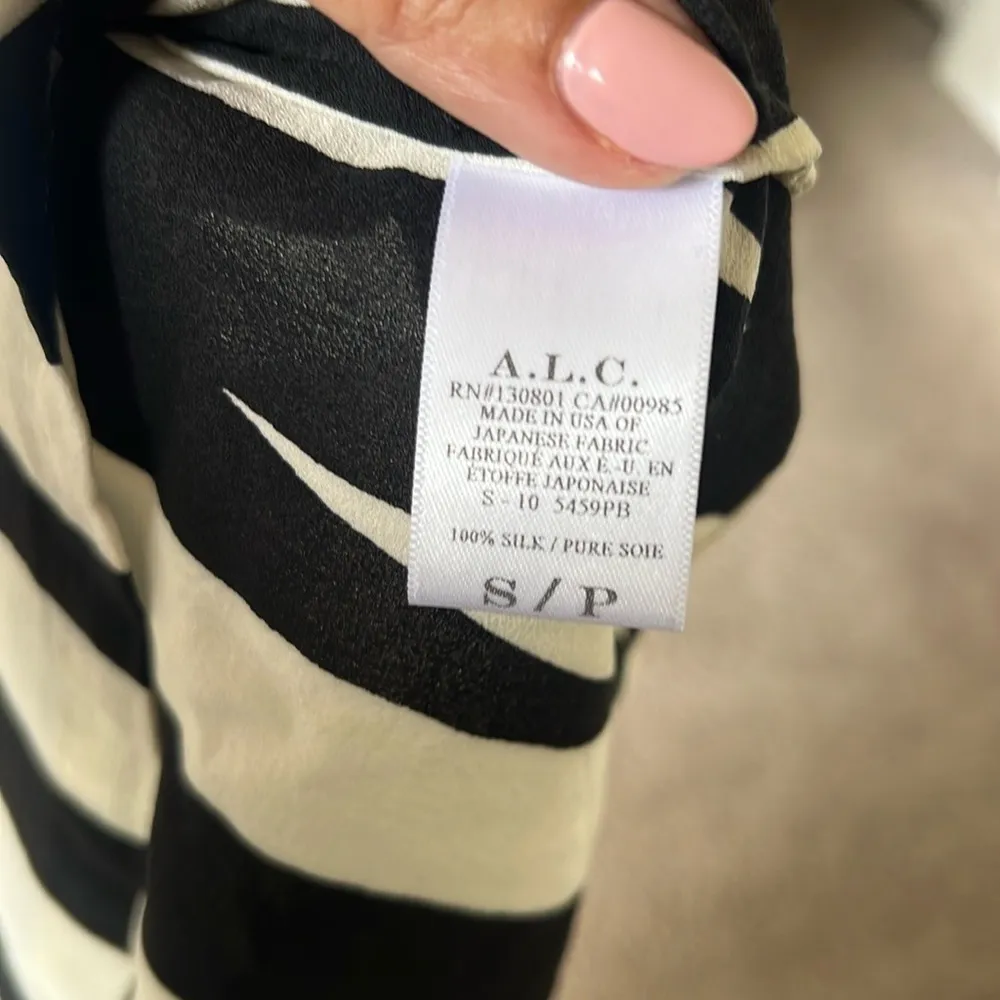 A.L.C.
RN#130801 CA#00985
MADE IN USA OF
JAPANESE FABRIC
FABRIQUÉ AUX É.-U. EN
ÉTOFFE JAPONAISE
S - 10 5459PB
100% SILK / PURE SOIE
S / P